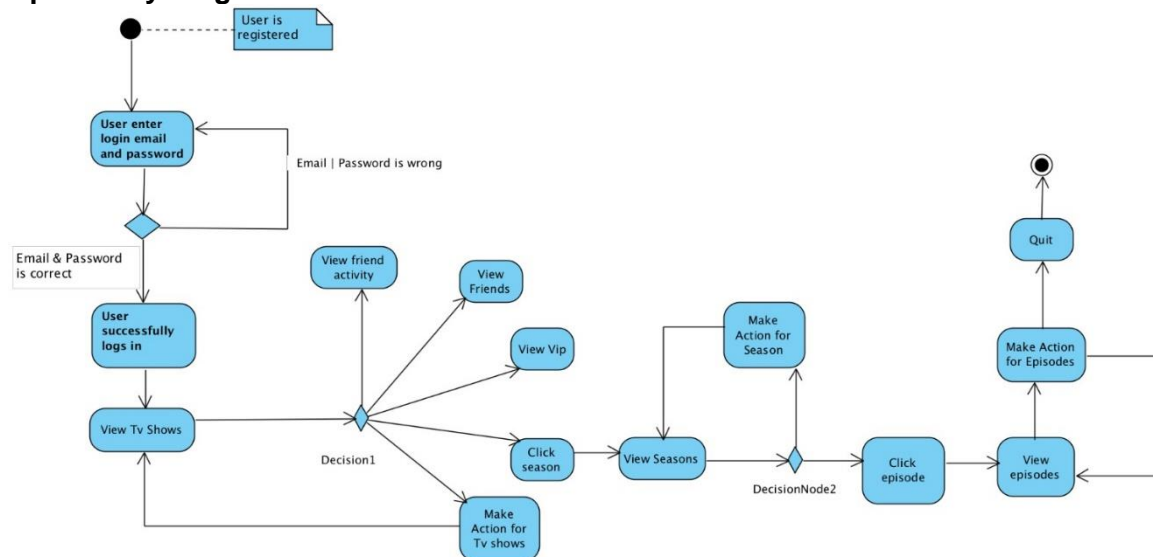 User is
registered
User enter
login email
and password
Email | Password is wrong
Email & Password
is correct
User
successfully
logs in
View Tv Shows
Decision1
View friend
activity
View
Friends
View Vip
Click
season
Make
Action for
Tv shows
View Seasons
Make
Action for
Season
DecisionNode2
Click
episode
View
episodes
Make Action
for Episodes
Quit